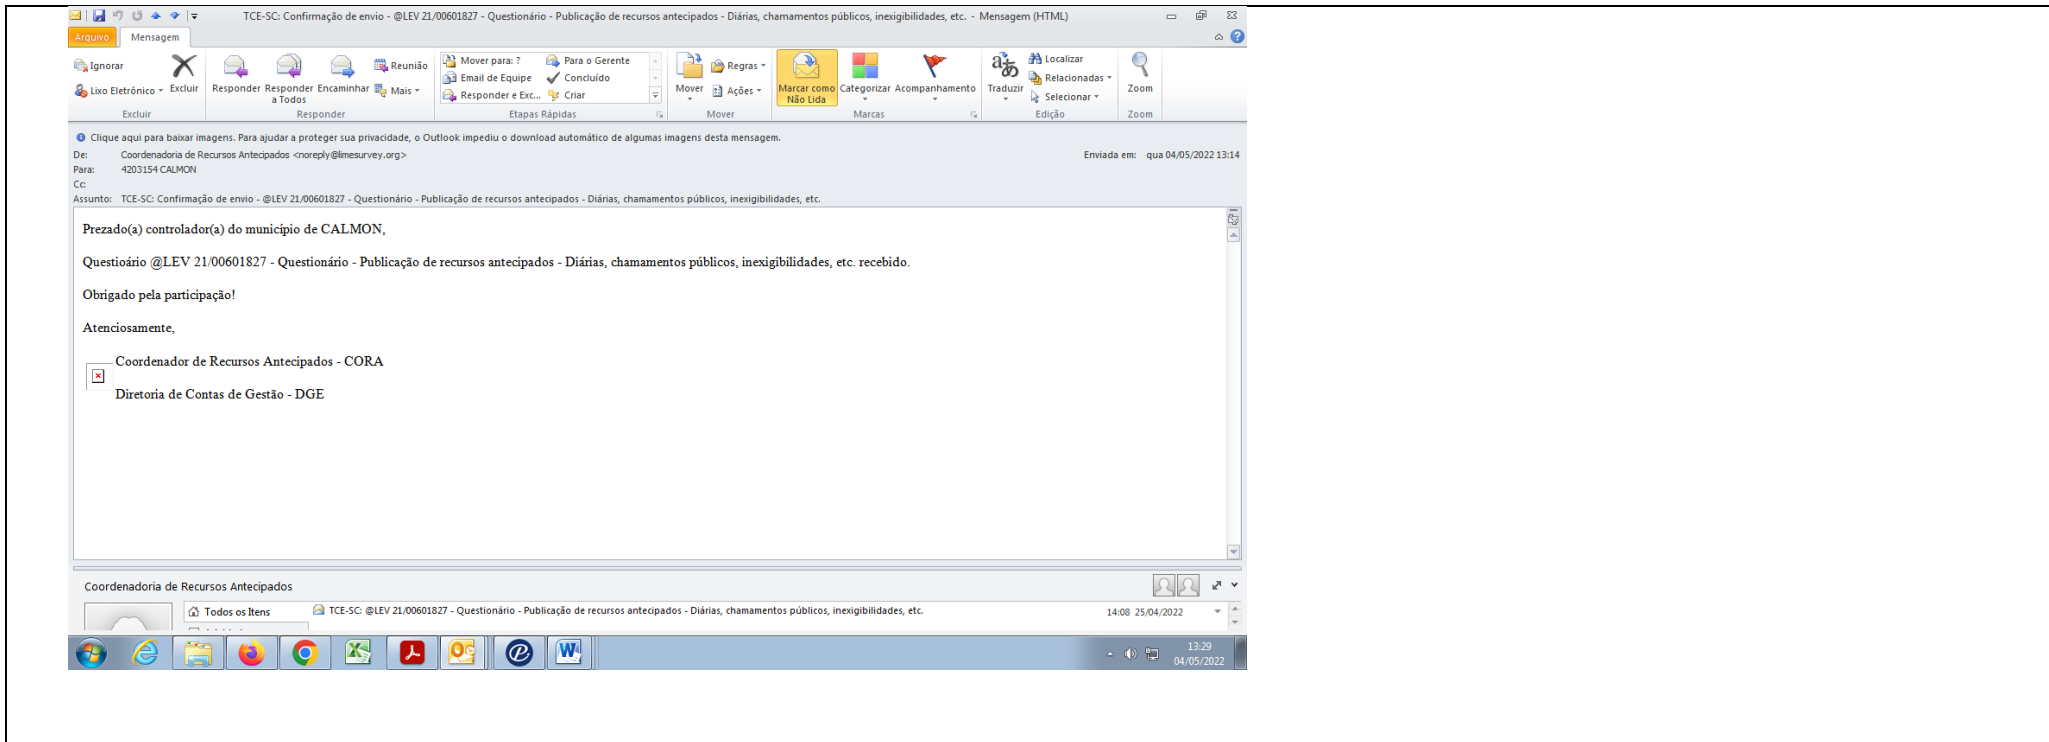 TCE-SC: Confirmação de envio - @LEV 21/00601827 - Questionário - Publicação de recursos antecipados - Diárias, chamamentos públicos, inexigibilidades, etc. - Mensagem (HTML)
Arquivo Mensagem
Ignorar
Lixo Eletrônico
Excluir
Excluir
Responder
Responder a Todos
Encaminhar
Reunião
Mais
Responder
Mover para: ?
Para o Gerente
Email de Equipe
Concluído
Responder e Exc...
Criar
Etapas Rápidas
Mover
Regras
Ações
Mover
Marcar como Não Lida
Categorizar
Acompanhamento
Marcas
Traduzir
Localizar
Relacionadas
Selecionar
Edição
Zoom
Zoom
Clique aqui para baixar imagens. Para ajudar a proteger sua privacidade, o Outlook impediu o download automático de algumas imagens desta mensagem.
De: Coordenadoria de Recursos Antecipados <noreply@limesurvey.org> Enviada em: qua 04/05/2022 13:14
Para: 4203154 CALMON
Cc:
Assunto: TCE-SC: Confirmação de envio - @LEV 21/00601827 - Questionário - Publicação de recursos antecipados - Diárias, chamamentos públicos, inexigibilidades, etc.
Prezado(a) controlador(a) do município de CALMON,
Questioário @LEV 21/00601827 - Questionário - Publicação de recursos antecipados - Diárias, chamamentos públicos, inexigibilidades, etc. recebido.
Obrigado pela participação!
Atenciosamente,
Coordenador de Recursos Antecipados - CORA
Diretoria de Contas de Gestão - DGE
Coordenadoria de Recursos Antecipados
Todos os Itens TCE-SC: @LEV 21/00601827 - Questionário - Publicação de recursos antecipados - Diárias, chamamentos públicos, inexigibilidades, etc. 14:08 25/04/2022
13:29
04/05/2022